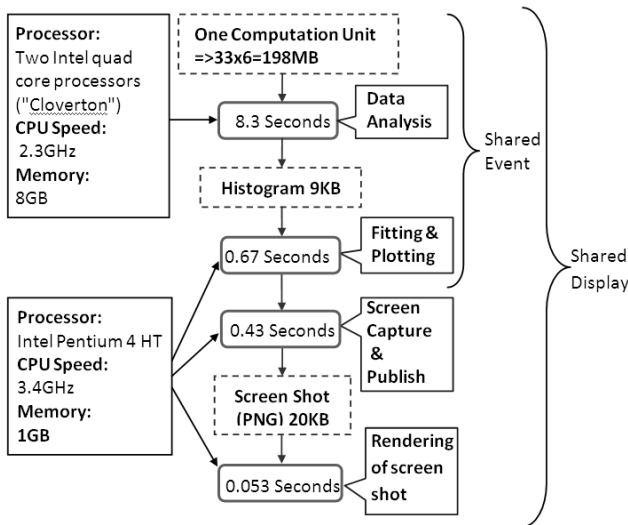 Processor:
Two Intel quad
core processors
("Cloverton")
CPU Speed:
2.3GHz
Memory:
8GB
One Computation Unit
=>33x6=198MB
8.3 Seconds
Data
Analysis
Histogram 9KB
Shared
Event
0.67 Seconds
Fitting &
Plotting
Shared
Display
Processor:
Intel Pentium 4 HT
CPU Speed:
3.4GHz
Memory:
1GB
0.43 Seconds
Screen
Capture
&
Publish
Screen Shot
(PNG) 20KB
0.053 Seconds
Rendering
of screen
shot